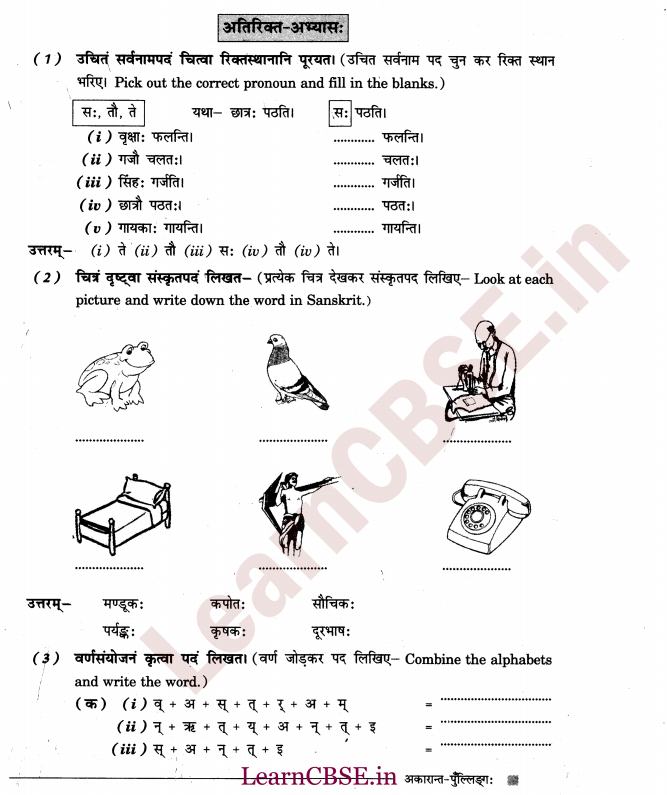 अतिरिक्त-अभ्यासः
(1) उचितं सर्वनामपदं चित्वा रिक्तस्थानानि पूरयत। (उचित सर्वनाम पद चुन कर रिक्त स्थान
भरिए। Pick out the correct pronoun and fill in the blanks.)
सः, तौ, ते यथा– छात्रः पठति। सः पठति।
(i) वृक्षाः फलन्ति। ............ फलन्ति।
(ii) गजौ चलतः। ............ चलतः।
(iii) सिंहः गर्जति। ............ गर्जति।
(iv) छात्रौ पठतः। ............ पठतः।
(v) गायकाः गायन्ति। ............ गायन्ति।
उत्तरम्– (i) ते (ii) तौ (iii) सः (iv) तौ (iv) ते।
(2) चित्रं दृष्ट्वा संस्कृतपदं लिखत– (प्रत्येक चित्र देखकर संस्कृतपद लिखिए– Look at each
picture and write down the word in Sanskrit.)
.................. .................. ..................
.................. .................. ..................
उत्तरम्– मण्डूकः कपोतः सौचिकः
पर्यङ्कः कृषकः दूरभाषः
(3) वर्णसंयोजनं कृत्वा पदं लिखत। (वर्ण जोड़कर पद लिखिए– Combine the alphabets
and write the word.)
(क) (i) व् + अ + स् + त् + र् + अ + म् = ..............................
(ii) न् + ऋ + त् + य् + अ + न् + त् + इ = ..............................
(iii) स् + अ + न् + त् + इ = ..............................
LearnCBSE.in अकारान्त-पुँल्लिङ्गः
LearnCBSE.in